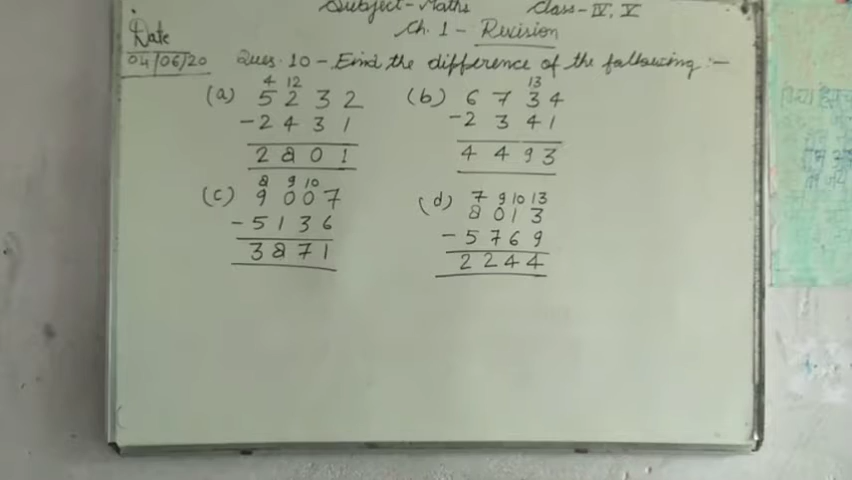 Subject - Maths Class - IV, V
Date Ch. 1 - Revision
04/06/20 Ques. 10 - Find the difference of the following :-
4 12 13
(a) 5 2 3 2 (b) 6 7 3 4
- 2 4 3 1 - 2 3 4 1
2 8 0 1 4 4 9 3
8 9 10
(c) 9 0 0 7 (d) 7 9 10 13
8 0 1 3
- 5 1 3 6 - 5 7 6 9
3 8 7 1 2 2 4 4